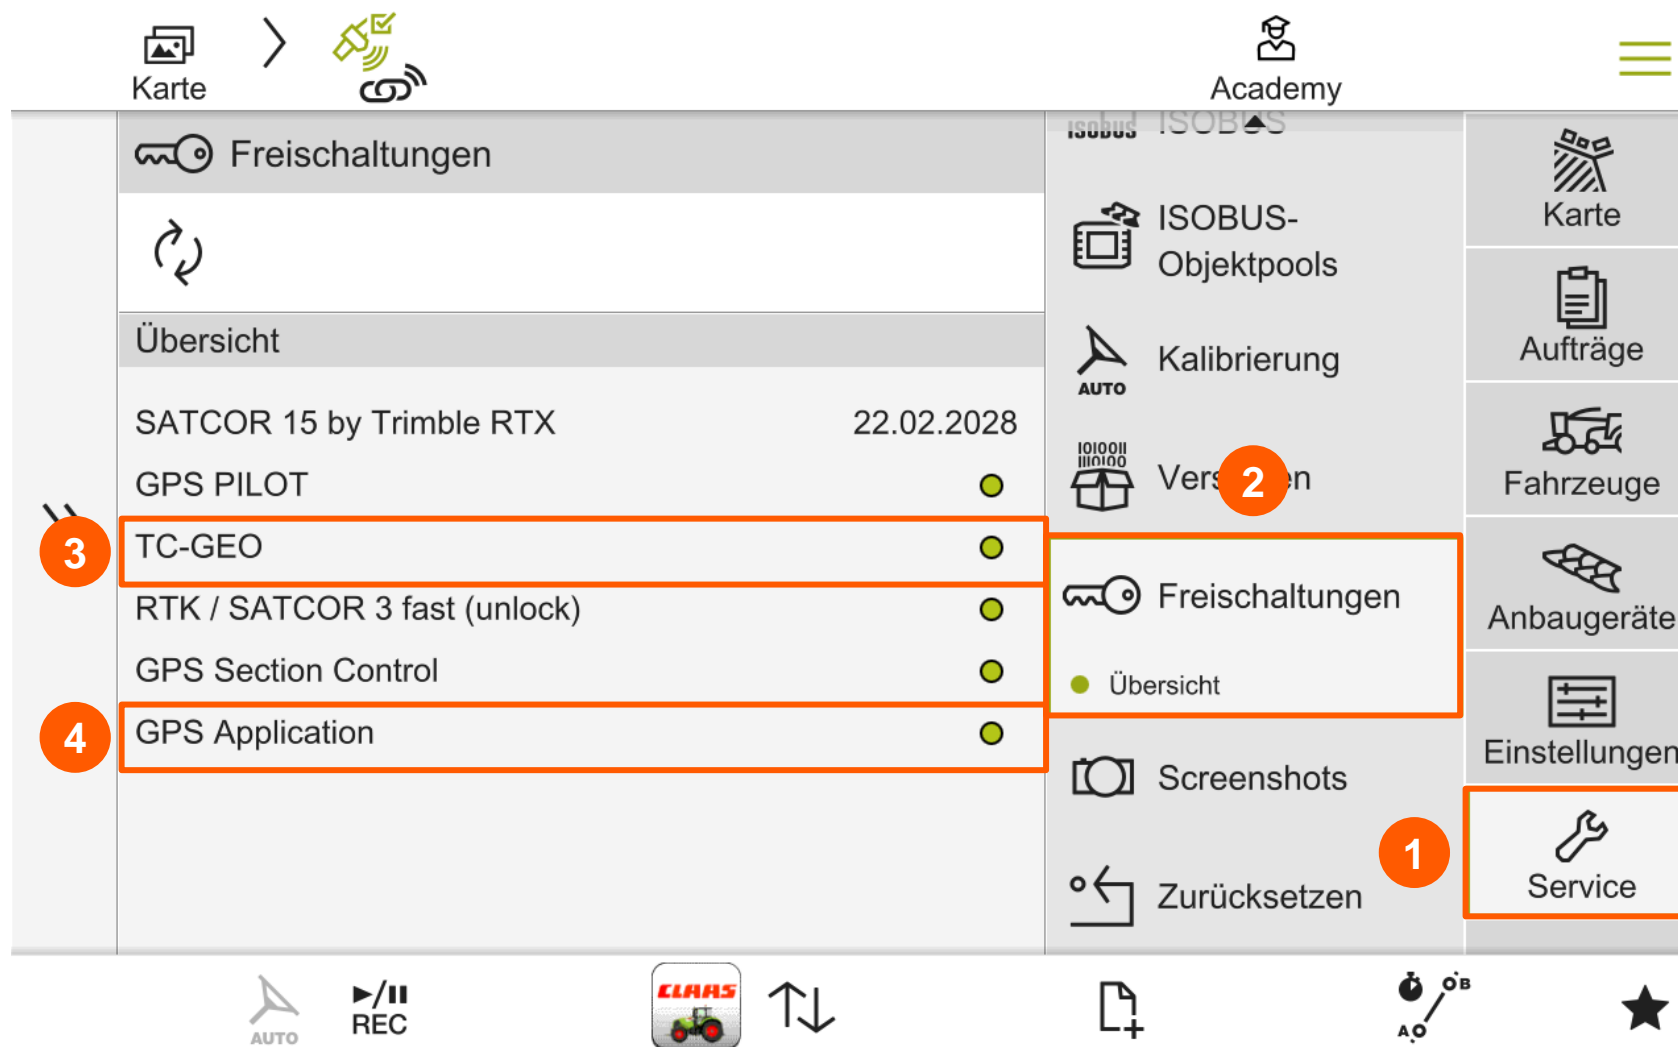 Karte
Academy
Freischaltungen
Übersicht
SATCOR 15 by Trimble RTX 22.02.2028
GPS PILOT
3 TC-GEO
RTK / SATCOR 3 fast (unlock)
GPS Section Control
4 GPS Application
isobus ISOBUS
ISOBUS-
Objektpools
AUTO Kalibrierung
2
Freischaltungen
Übersicht
Screenshots
Zurücksetzen
Karte
Aufträge
Fahrzeuge
Anbaugeräte
Einstellungen
1
Service
AUTO
REC
CLAAS
A B